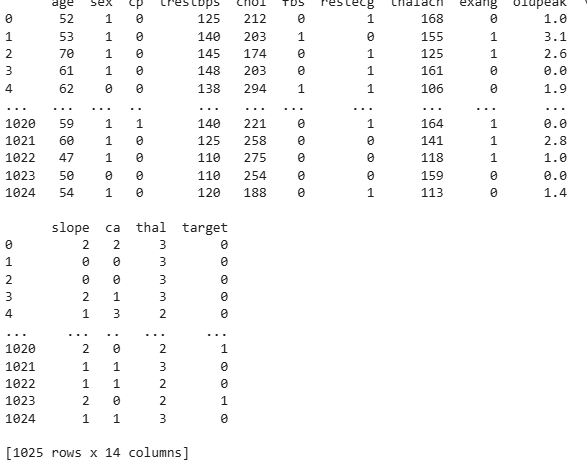 age sex cp trestbps chol fbs restecg thalach exang oldpeak \
0 52 1 0 125 212 0 1 168 0 1.0
1 53 1 0 140 203 1 0 155 1 3.1
2 70 1 0 145 174 0 1 125 1 2.6
3 61 1 0 148 203 0 1 161 0 0.0
4 62 0 0 138 294 1 1 106 0 1.9
... ... ... .. ... ... ... ... ... ... ...
1020 59 1 1 140 221 0 1 164 1 0.0
1021 60 1 0 125 258 0 0 141 1 2.8
1022 47 1 0 110 275 0 0 118 1 1.0
1023 50 0 0 110 254 0 0 159 0 0.0
1024 54 1 0 120 188 0 1 113 0 1.4
slope ca thal target
0 2 2 3 0
1 0 0 3 0
2 0 0 3 0
3 2 1 3 0
4 1 3 2 0
... ... .. ... ...
1020 2 0 2 1
1021 1 1 3 0
1022 1 1 2 0
1023 2 0 2 1
1024 1 1 3 0
[1025 rows x 14 columns]